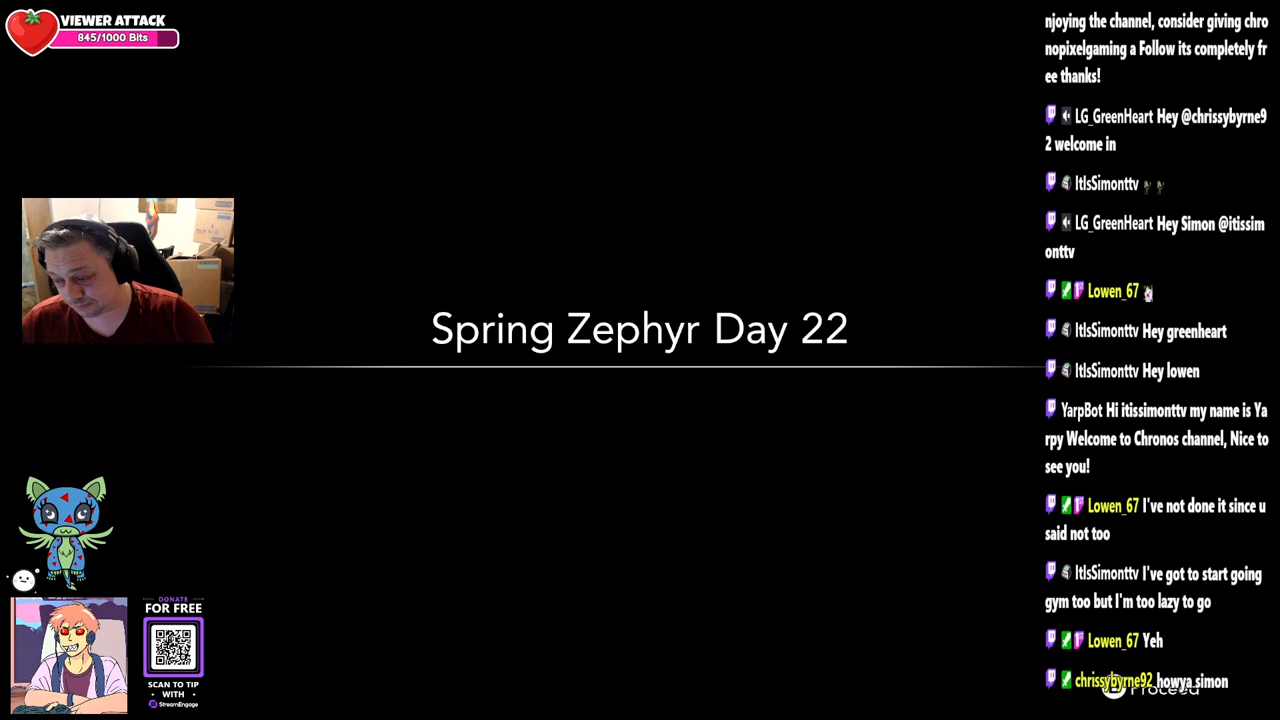 VIEWER ATTACK
845/1000 Bits
Spring Zephyr Day 22
DONATE
FOR FREE
SCAN TO TIP
WITH
StreamEngage
njoying the channel, consider giving chro
nopixelgaming a Follow its completely fr
ee thanks!
LG_GreenHeart Hey @chrissybyrne9
2 welcome in
ItIsSimonttv
LG_GreenHeart Hey Simon @itissim
onttv
Lowen_67
ItIsSimonttv Hey greenheart
ItIsSimonttv Hey lowen
YarpBot Hi itissimonttv my name is Ya
rpy Welcome to Chronos channel, Nice to
see you!
Lowen_67 I've not done it since u
said not too
ItIsSimonttv I've got to start going
gym too but I'm too lazy to go
Lowen_67 Yeh
chrissybyrne92 howya simon
Proceed